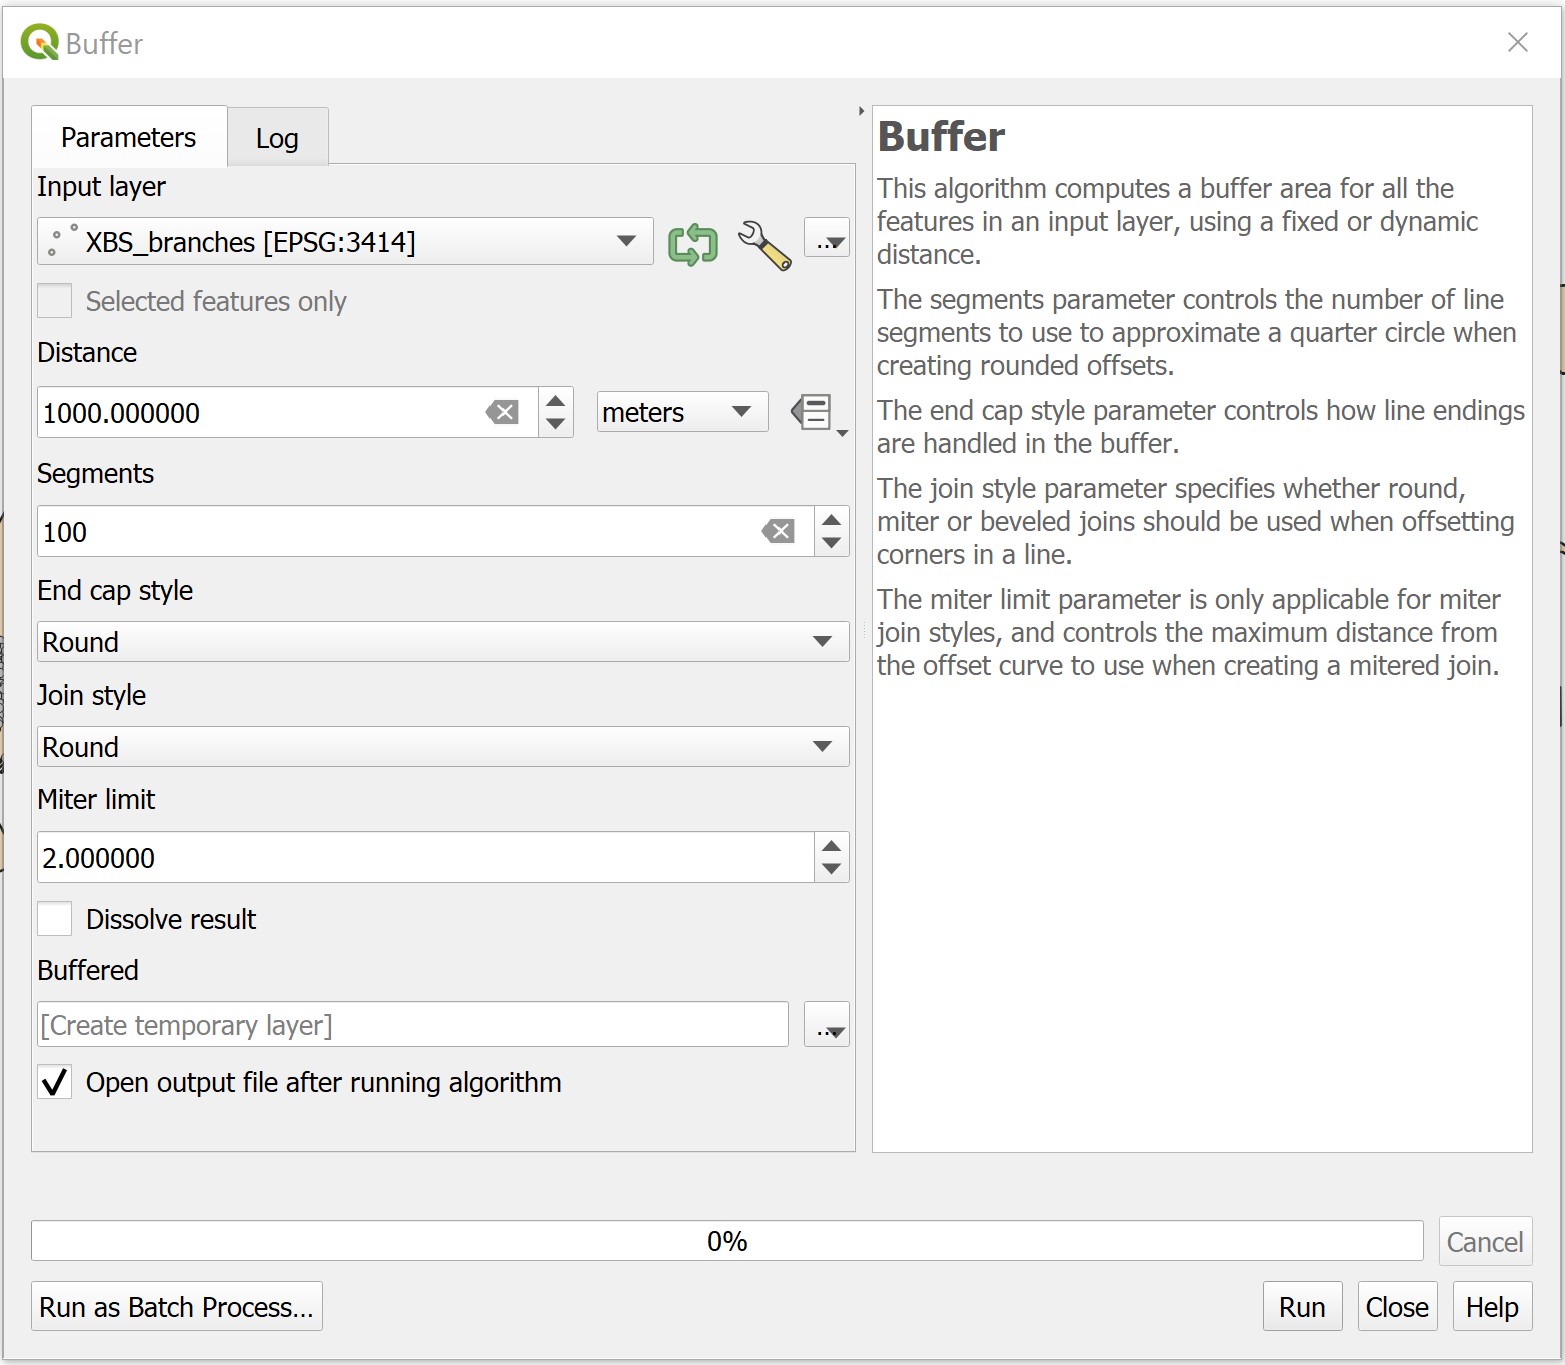 Buffer
Parameters
Log
Input layer
XBS_branches [EPSG:3414]
...
Selected features only
Distance
1000.000000
meters
Segments
100
End cap style
Round
Join style
Round
Miter limit
2.000000
Dissolve result
Buffered
[Create temporary layer]
...
Open output file after running algorithm
Buffer
This algorithm computes a buffer area for all the
features in an input layer, using a fixed or dynamic
distance.
The segments parameter controls the number of line
segments to use to approximate a quarter circle when
creating rounded offsets.
The end cap style parameter controls how line endings
are handled in the buffer.
The join style parameter specifies whether round,
miter or beveled joins should be used when offsetting
corners in a line.
The miter limit parameter is only applicable for miter
join styles, and controls the maximum distance from
the offset curve to use when creating a mitered join.
0%
Cancel
Run as Batch Process...
Run
Close
Help